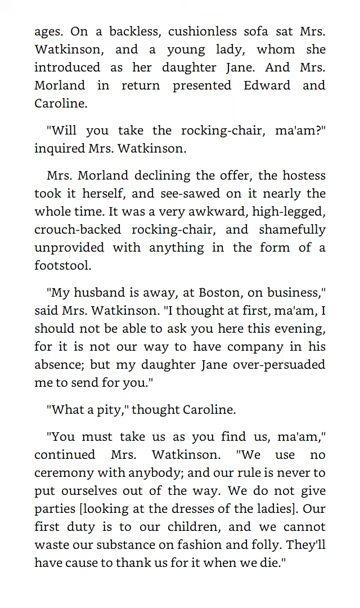 ages. On a backless, cushionless sofa sat Mrs.
Watkinson, and a young lady, whom she
introduced as her daughter Jane. And Mrs.
Morland in return presented Edward and
Caroline.
"Will you take the rocking-chair, ma'am?"
inquired Mrs. Watkinson.
Mrs. Morland declining the offer, the hostess
took it herself, and see-sawed on it nearly the
whole time. It was a very awkward, high-legged,
crouch-backed rocking-chair, and shamefully
unprovided with anything in the form of a
footstool.
"My husband is away, at Boston, on business,"
said Mrs. Watkinson. "I thought at first, ma'am, I
should not be able to ask you here this evening,
for it is not our way to have company in his
absence; but my daughter Jane over-persuaded
me to send for you."
"What a pity," thought Caroline.
"You must take us as you find us, ma'am,"
continued Mrs. Watkinson. "We use no
ceremony with anybody; and our rule is never to
put ourselves out of the way. We do not give
parties [looking at the dresses of the ladies]. Our
first duty is to our children, and we cannot
waste our substance on fashion and folly. They'll
have cause to thank us for it when we die."